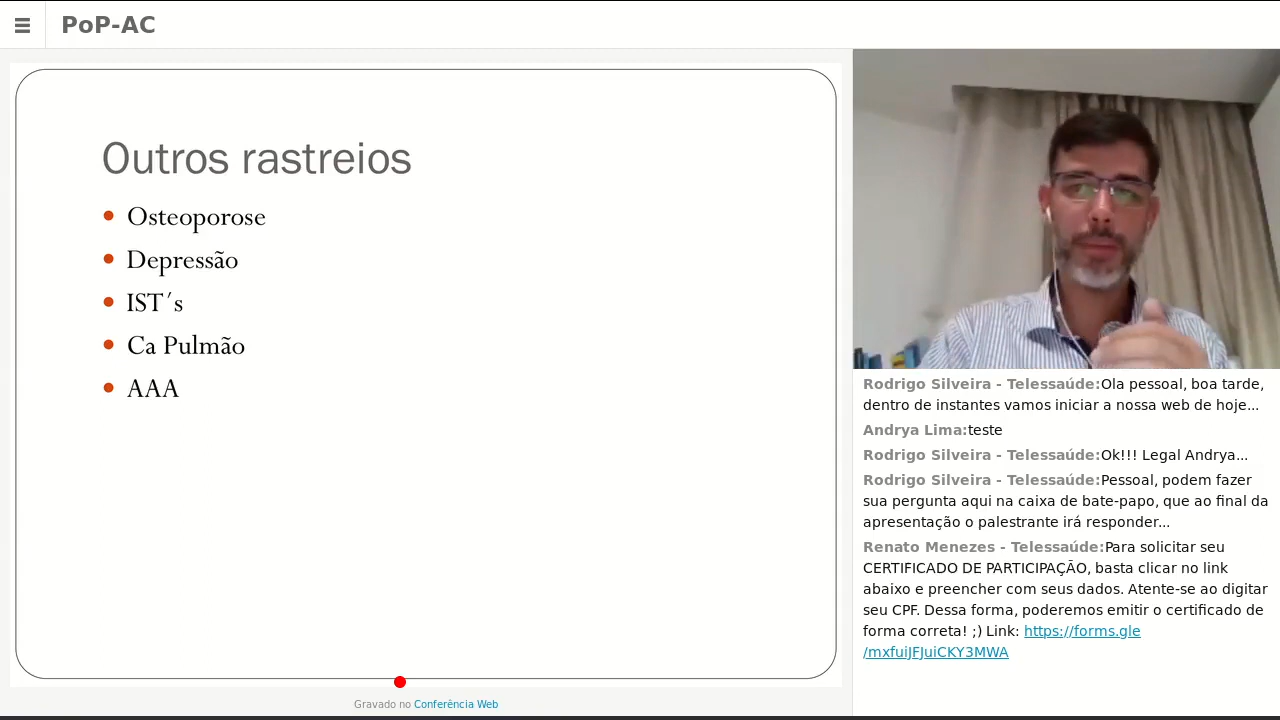 PoP-AC
Outros rastreios
Osteoporose
Depressão
IST´s
Ca Pulmão
AAA
Gravado no Conferência Web
Rodrigo Silveira - Telessaúde:Ola pessoal, boa tarde,
dentro de instantes vamos iniciar a nossa web de hoje...
Andrya Lima:teste
Rodrigo Silveira - Telessaúde:Ok!!! Legal Andrya...
Rodrigo Silveira - Telessaúde:Pessoal, podem fazer
sua pergunta aqui na caixa de bate-papo, que ao final da
apresentação o palestrante irá responder...
Renato Menezes - Telessaúde:Para solicitar seu
CERTIFICADO DE PARTICIPAÇÃO, basta clicar no link
abaixo e preencher com seus dados. Atente-se ao digitar
seu CPF. Dessa forma, poderemos emitir o certificado de
forma correta! ;) Link: https://forms.gle
/mxfuiJFJuiCKY3MWA